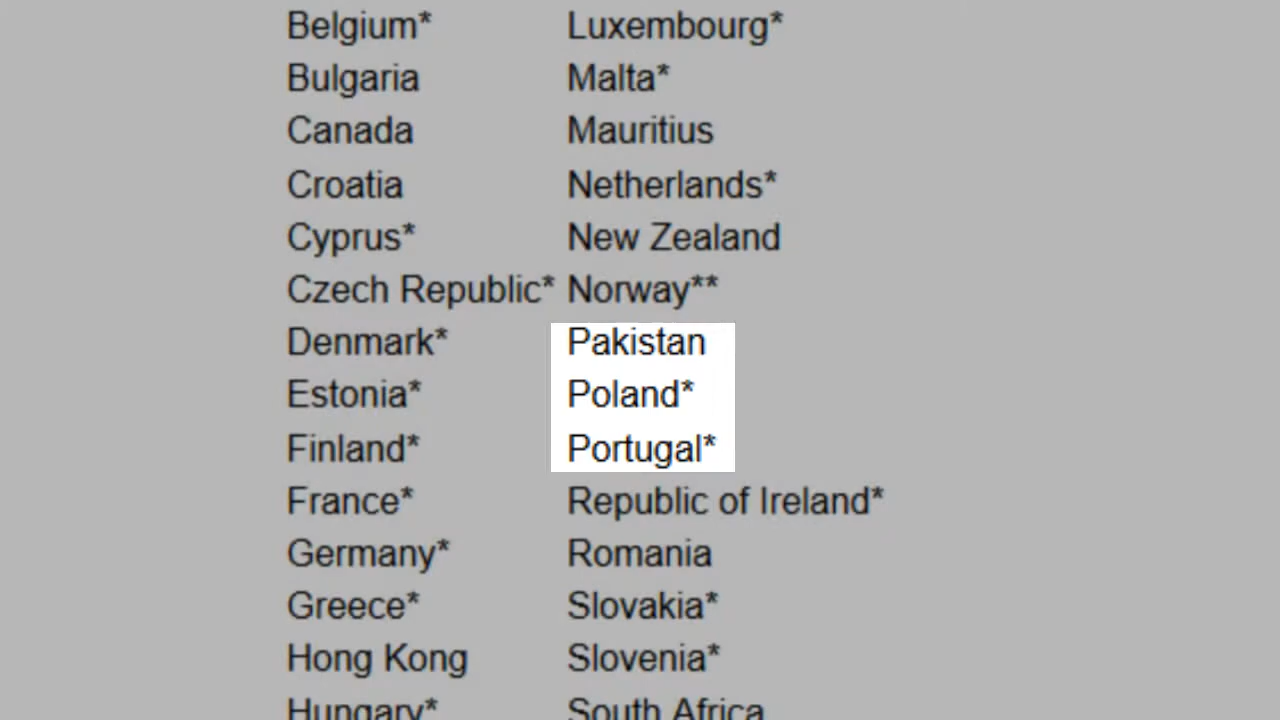 Belgium* Luxembourg*
Bulgaria Malta*
Canada Mauritius
Croatia Netherlands*
Cyprus* New Zealand
Czech Republic* Norway**
Denmark* Pakistan
Estonia* Poland*
Finland* Portugal*
France* Republic of Ireland*
Germany* Romania
Greece* Slovakia*
Hong Kong Slovenia*
Hungary* South Africa